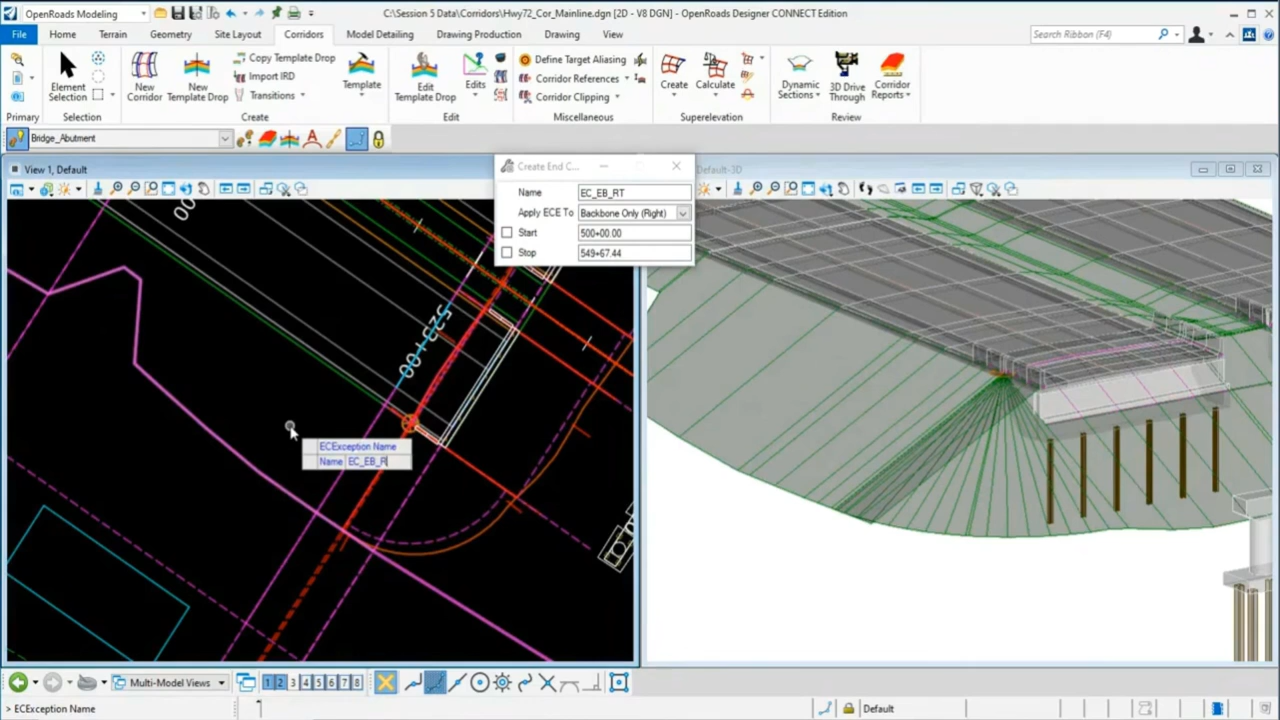 OpenRoads Modeling
C:\Session 5 Data\Corridors\Hwy72_Cor_Mainline.dgn [2D - V8 DGN] - OpenRoads Designer CONNECT Edition
File
Home
Terrain
Geometry
Site Layout
Corridors
Model Detailing
Drawing Production
Drawing
View
Search Ribbon (F4)
Element Selection
New Corridor
New Template Drop
Copy Template Drop
Import IRD
Transitions
Template
Edit Template Drop
Edits
Define Target Aliasing
Corridor References
Corridor Clipping
Create
Calculate
Dynamic Sections
3D Drive Through
Corridor Reports
Primary
Selection
Create
Edit
Miscellaneous
Superelevation
Review
Bridge_Abutment
View 1, Default
Default-3D
Create End C...
Name
EC_EB_RT
Apply ECE To
Backbone Only (Right)
Start
500+00.00
Stop
549+67.44
00
525+00
ECException Name
Name EC_EB_R
Multi-Model Views
1 2 3 4 5 6 7 8
> ECException Name
Default